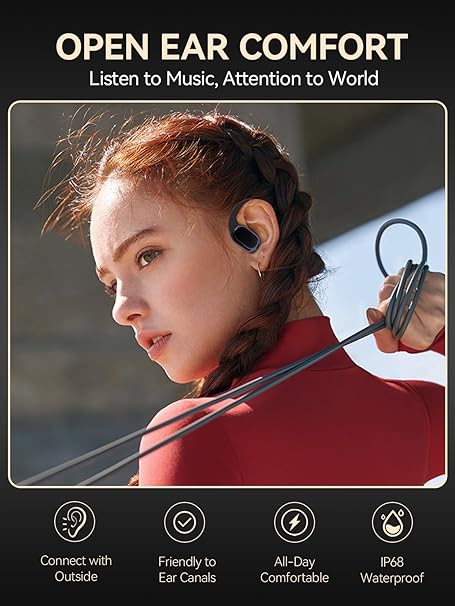 OPEN EAR COMFORT
Listen to Music, Attention to World
Connect with
Outside
Friendly to
Ear Canals
All-Day
Comfortable
IP68
Waterproof